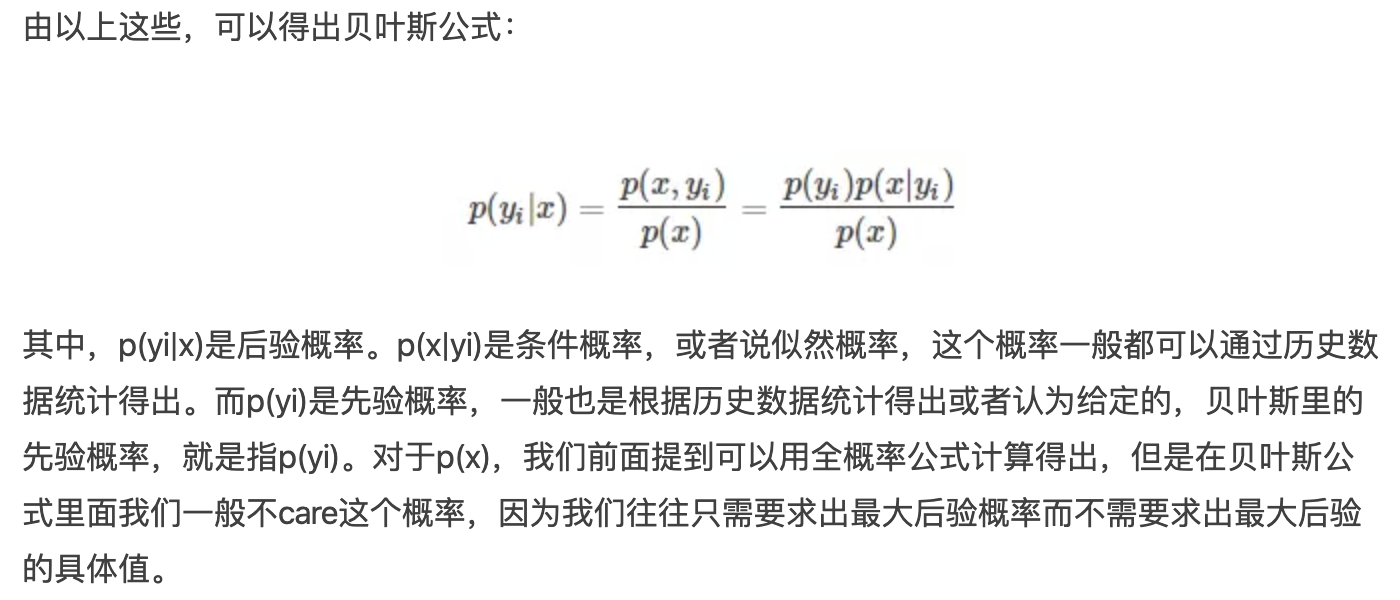 由以上这些，可以得出贝叶斯公式：
p(yᵢ|x) = p(x, yᵢ) / p(x) = p(yᵢ)p(x|yᵢ) / p(x)
其中，p(yi|x)是后验概率。p(x|yi)是条件概率，或者说似然概率，这个概率一般都可以通过历史数
据统计得出。而p(yi)是先验概率，一般也是根据历史数据统计得出或者认为给定的，贝叶斯里的
先验概率，就是指p(yi)。对于p(x)，我们前面提到可以用全概率公式计算得出，但是在贝叶斯公
式里面我们一般不care这个概率，因为我们往往只需要求出最大后验概率而不需要求出最大后验
的具体值。